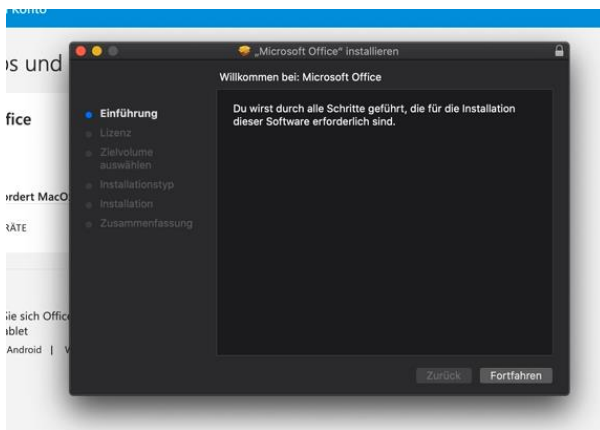 Konto
os und
fice
ordert MacO
RÄTE
Sie sich Office
ablet
Android |
„Microsoft Office“ installieren
Willkommen bei: Microsoft Office
Einführung
Lizenz
Zielvolume
auswählen
Installationstyp
Installation
Zusammenfassung
Du wirst durch alle Schritte geführt, die für die Installation
dieser Software erforderlich sind.
Zurück
Fortfahren